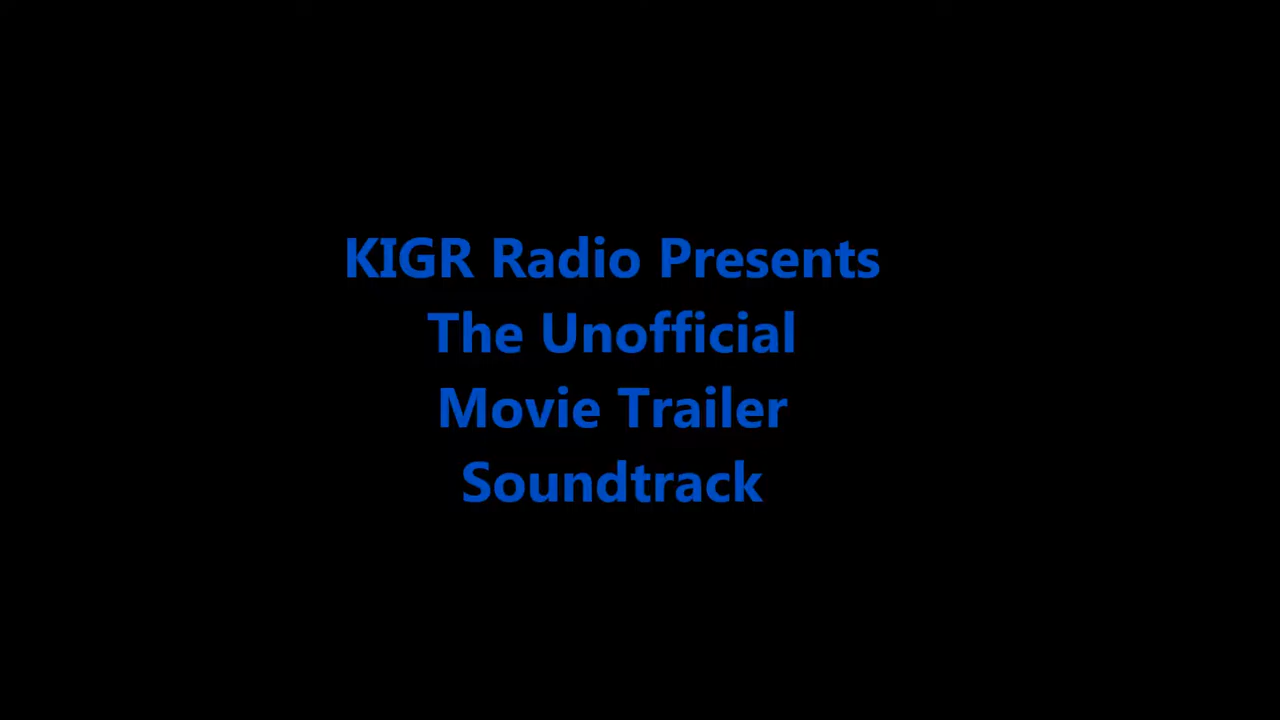 KIGR Radio Presents
The Unofficial
Movie Trailer
Soundtrack